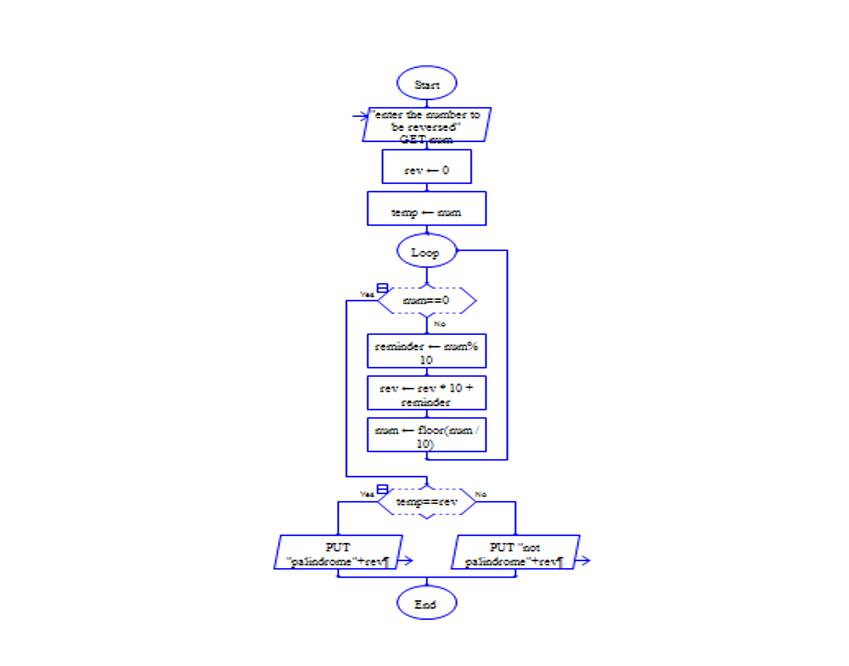 Start
"enter the number to
be reversed"
GET num
rev ← 0
temp ← num
Loop
Yes
num==0
No
reminder ← num%
10
rev ← rev * 10 +
reminder
num ← floor(num /
10)
Yes
temp==rev
No
PUT
"palindrome"+rev¶
PUT "not
palindrome"+rev¶
End